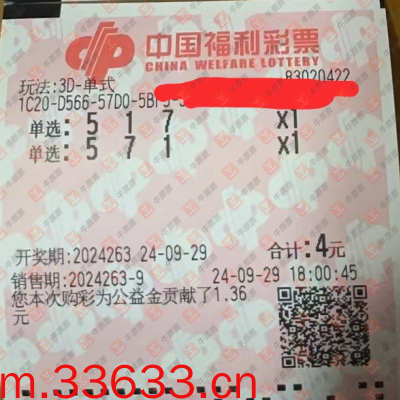 中国福利彩票
CHINA WELFARE LOTTERY
玩法:3D-单式
83020422
1C20-D566-57D0-5BF5-
单选: 5 1 7 X1
单选: 5 7 1 X1
开奖期:2024263 24-09-29 合计:4元
销售期:2024263-9 24-09-29 18:00:45
您本次购彩为公益金贡献了1.36
元
m.33633.cn